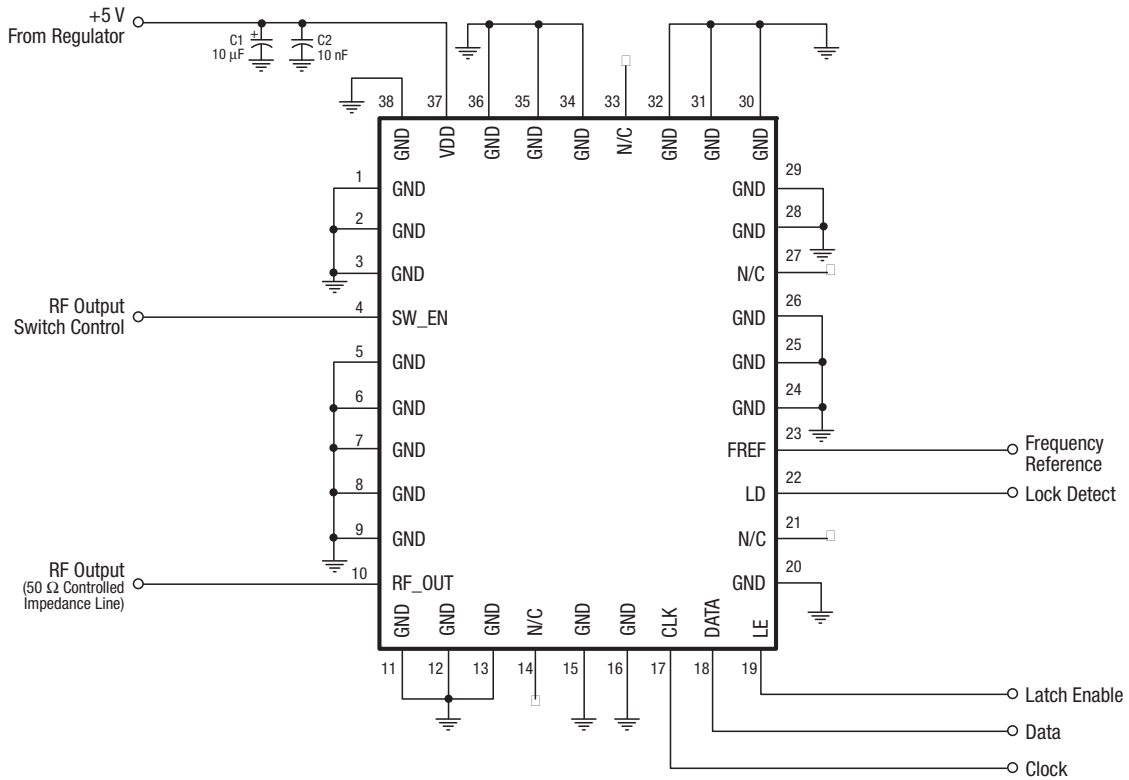 +5 V
From Regulator
C1
10 μF
+
C2
10 nF
38
37
36
35
34
33
32
31
30
GND
VDD
GND
GND
GND
N/C
GND
GND
GND
1
GND
2
GND
3
GND
RF Output
Switch Control
4
SW_EN
5
GND
6
GND
7
GND
8
GND
9
GND
RF Output
(50 Ω Controlled
Impedance Line)
10
RF_OUT
29
GND
28
GND
27
N/C
26
GND
25
GND
24
GND
23
FREF
Frequency
Reference
22
LD
Lock Detect
21
N/C
20
GND
GND
GND
GND
N/C
GND
GND
CLK
DATA
LE
11
12
13
14
15
16
17
18
19
Latch Enable
Data
Clock